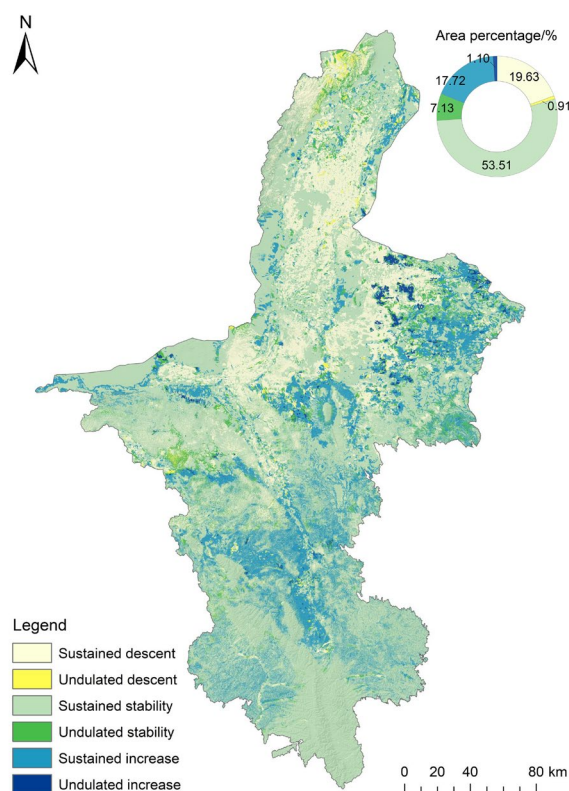 N
Area percentage/%
1.10
17.72
19.63
7.13
0.91
53.51
Legend
Sustained descent
Undulated descent
Sustained stability
Undulated stability
Sustained increase
Undulated increase
0 20 40 80 km